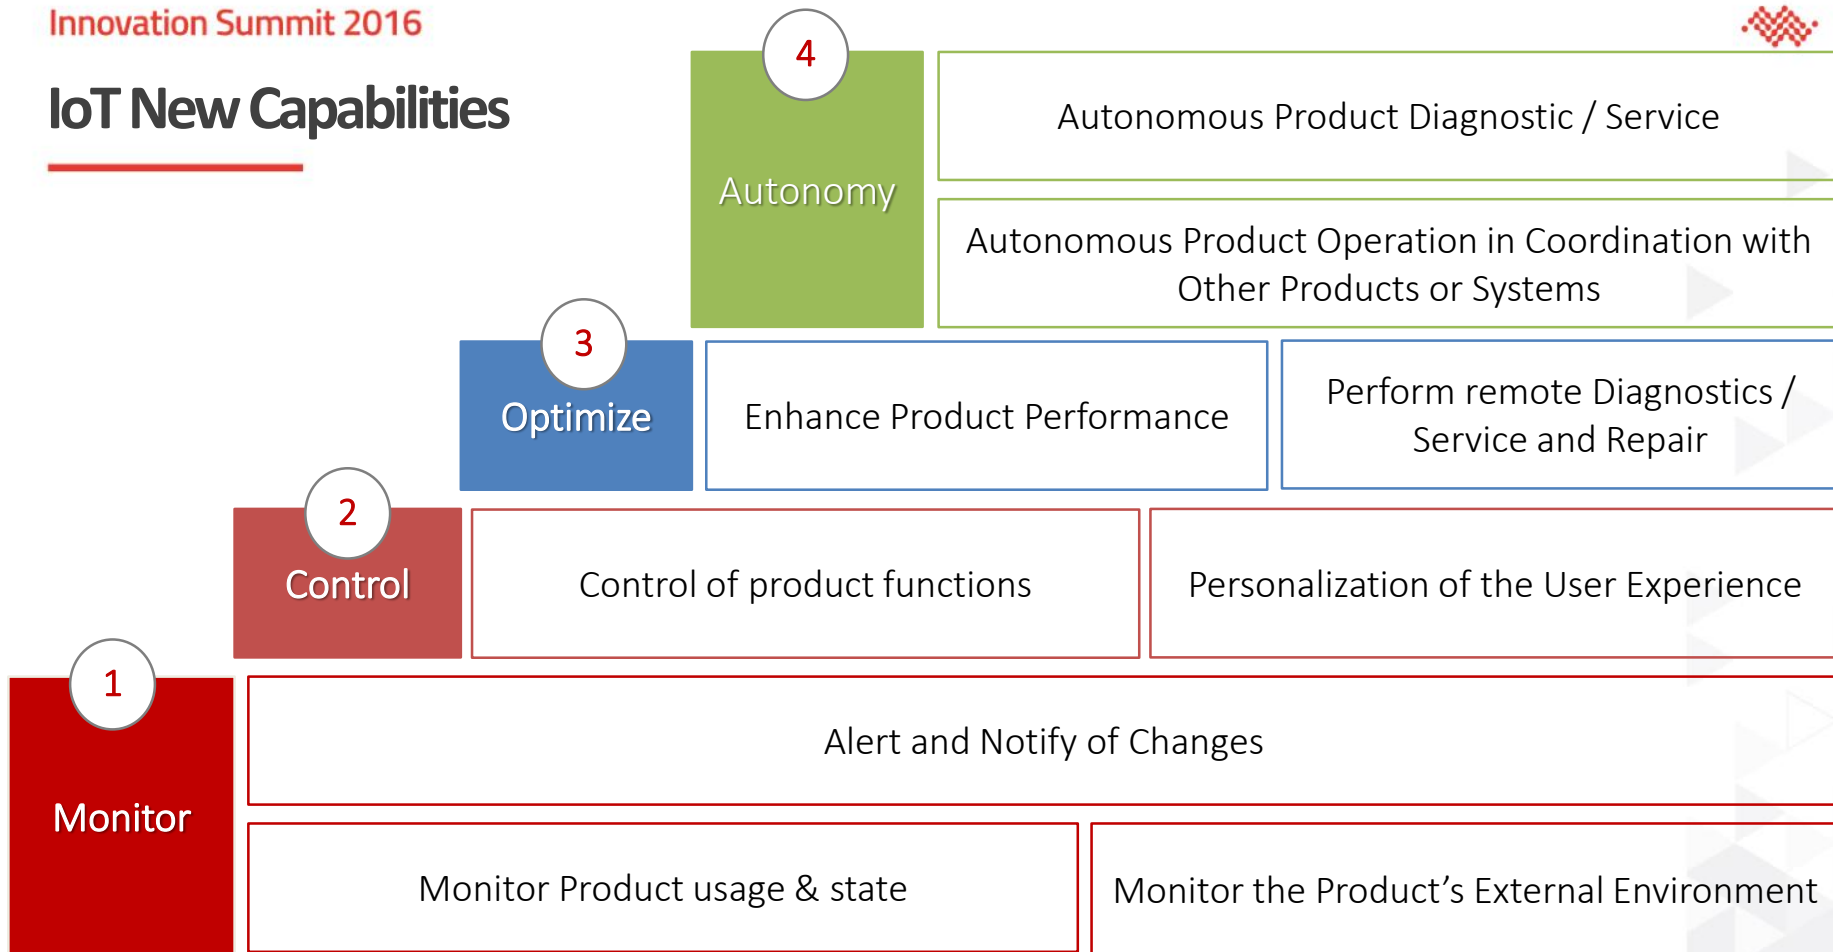 Innovation Summit 2016
IoT New Capabilities
4
Autonomy
Autonomous Product Diagnostic / Service
Autonomous Product Operation in Coordination with
Other Products or Systems
3
Optimize
Enhance Product Performance
Perform remote Diagnostics /
Service and Repair
2
Control
Control of product functions
Personalization of the User Experience
1
Monitor
Alert and Notify of Changes
Monitor Product usage & state
Monitor the Product’s External Environment